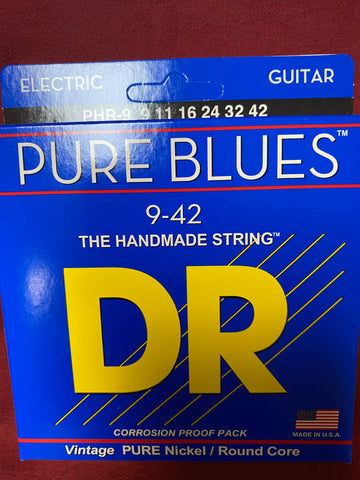 ELECTRIC GUITAR
PHR-9 9 11 16 24 32 42
PURE BLUES™
9-42
THE HANDMADE STRING™
DR
CORROSION PROOF PACK
MADE IN U.S.A.
Vintage PURE Nickel / Round Core